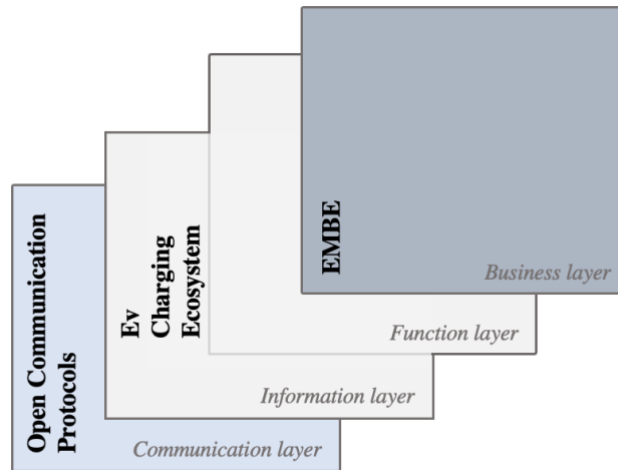 EMBE
Business layer
Function layer
Ev
Charging
Ecosystem
Information layer
Open Communication
Protocols
Communication layer